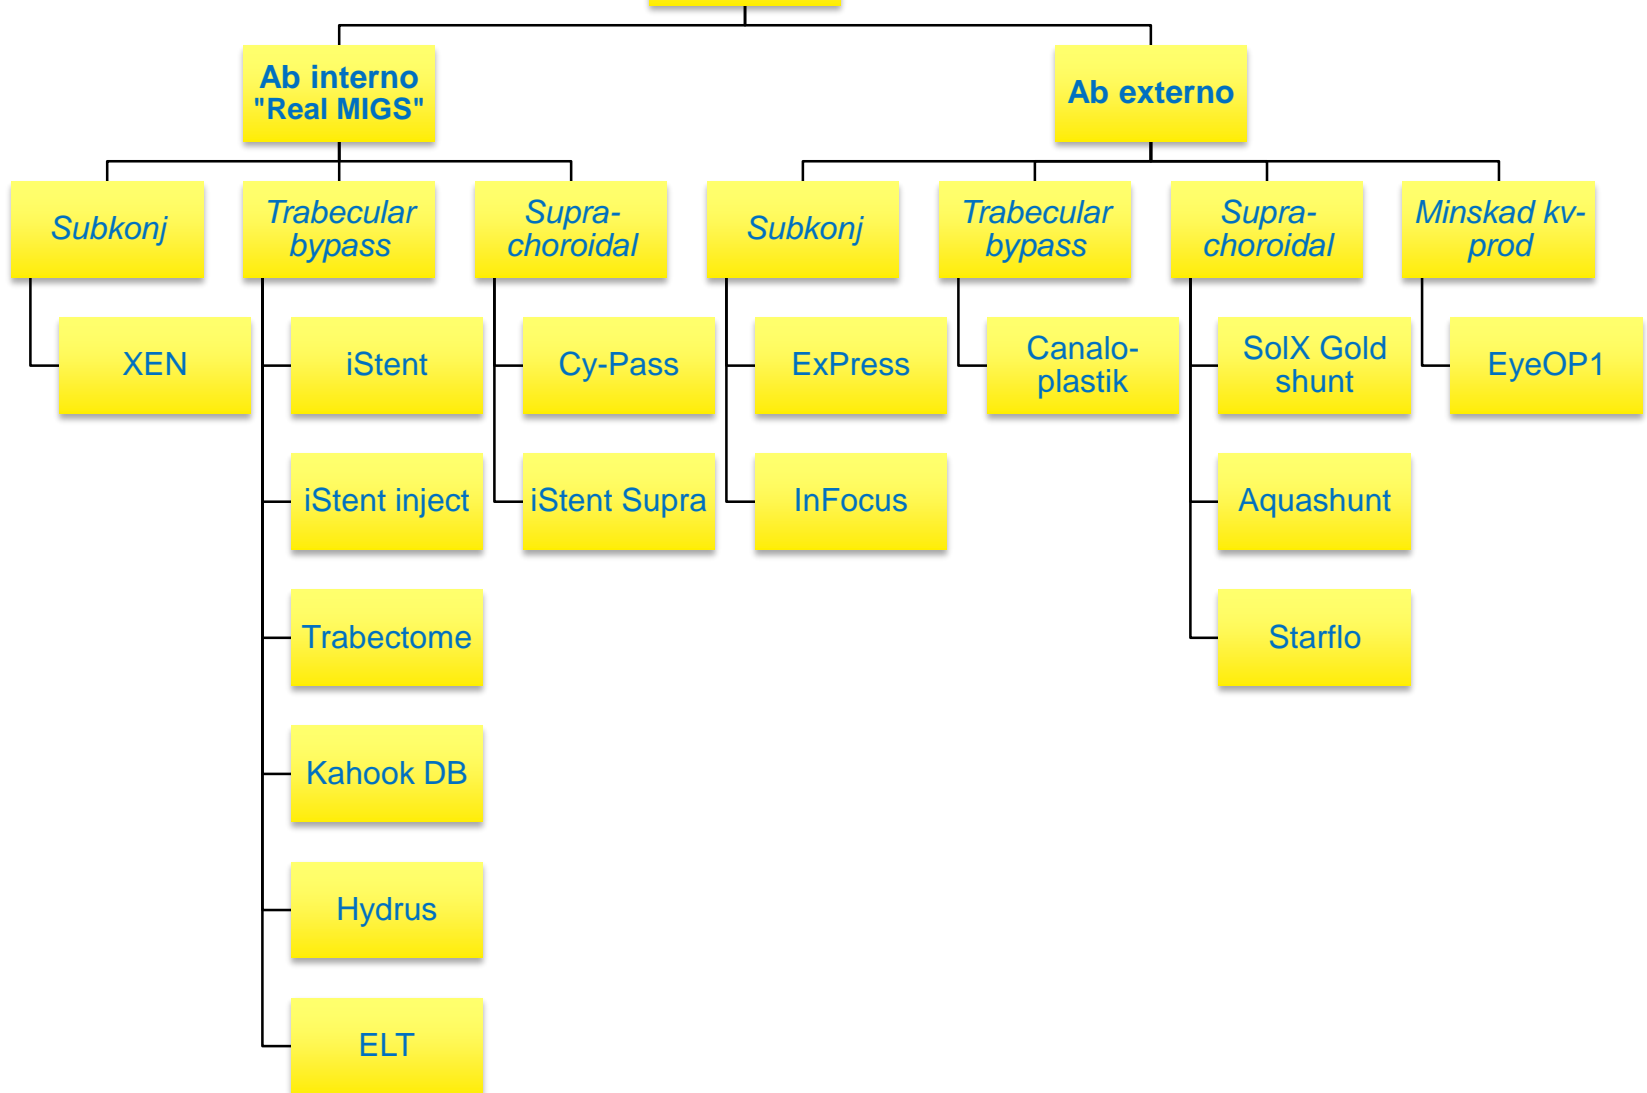 Ab interno
"Real MIGS"
Ab externo
Subkonj
Trabecular
bypass
Supra-
choroidal
Subkonj
Trabecular
bypass
Supra-
choroidal
Minskad kv-
prod
XEN
iStent
Cy-Pass
ExPress
Canalo-
plastik
SolX Gold
shunt
EyeOP1
iStent inject
iStent Supra
InFocus
Aquashunt
Trabectome
Starflo
Kahook DB
Hydrus
ELT